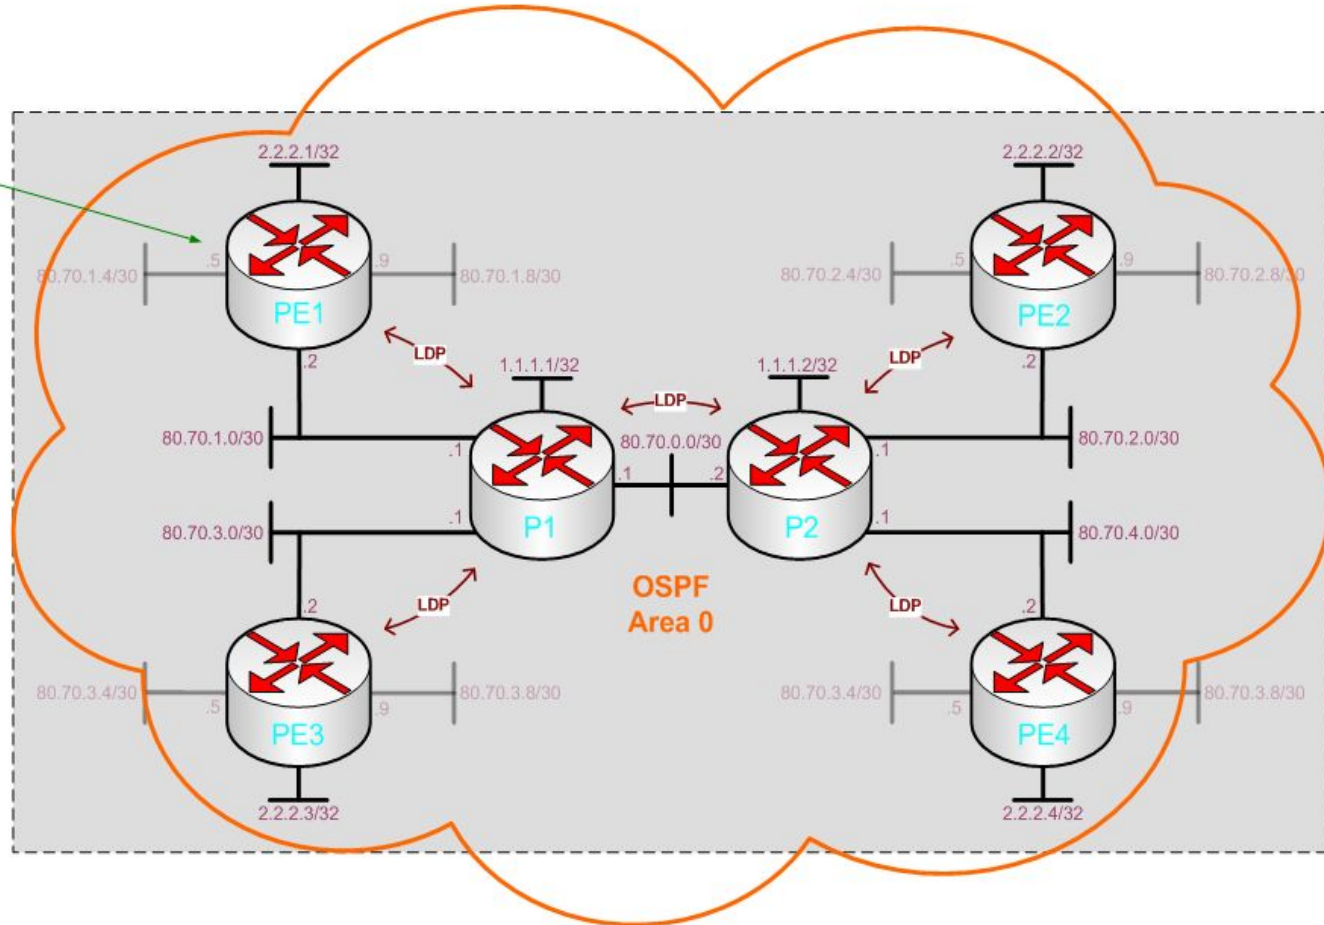 2.2.2.1/32
2.2.2.2/32
80.70.1.4/30
.5
.9
80.70.1.8/30
80.70.2.4/30
.5
.9
80.70.2.8/30
PE1
PE2
LDP
LDP
.2
.2
1.1.1.1/32
1.1.1.2/32
LDP
80.70.1.0/30
.1
80.70.0.0/30
.1
80.70.2.0/30
.1
.2
80.70.3.0/30
.1
P1
P2
.1
80.70.4.0/30
OSPF
Area 0
LDP
LDP
.2
.2
80.70.3.4/30
.5
.9
80.70.3.8/30
80.70.3.4/30
.5
.9
80.70.3.8/30
PE3
PE4
2.2.2.3/32
2.2.2.4/32